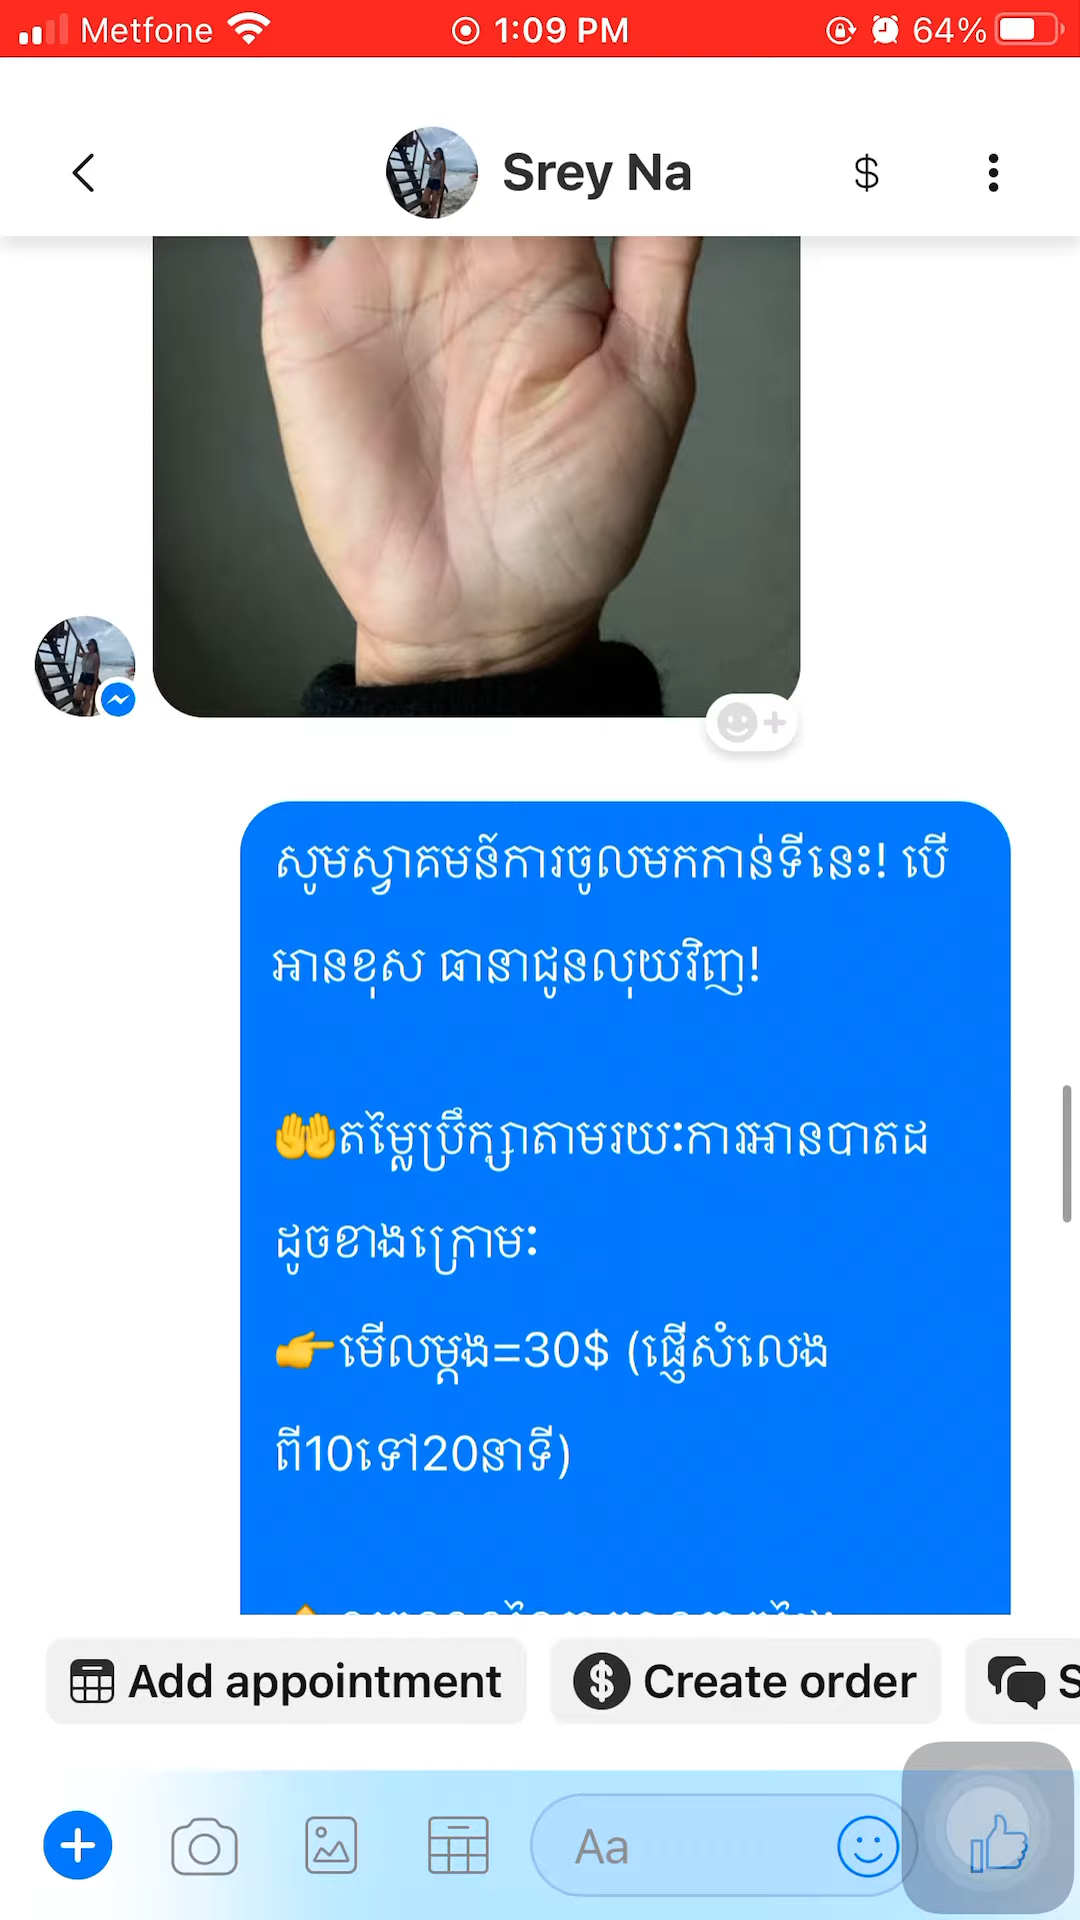 Metfone 1:09 PM 64%
Srey Na $
សូមស្វាគមន៍ការចូលមកកាន់ទីនេះ! បើ
អានខុស ធានាជូនលុយវិញ!
🤲តម្លៃប្រឹក្សាតាមរយៈការអានបាតដ
ដូចខាងក្រោម៖
👉មើលម្តង=30$ (ផ្ញើសំលេង
ពី10ទៅ20នាទី)
Add appointment Create order S
Aa